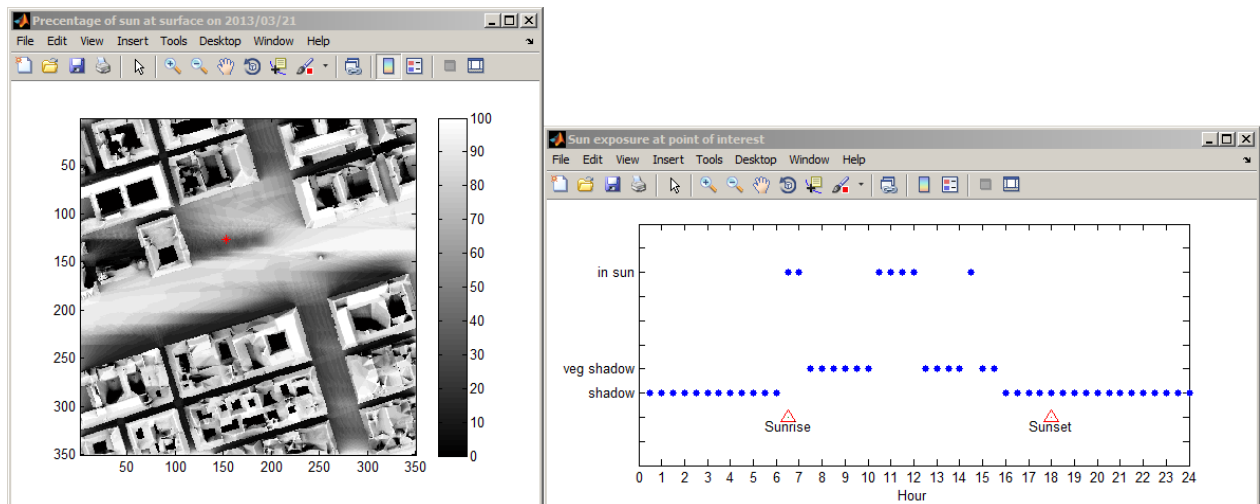 Precentage of sun at surface on 2013/03/21
File Edit View Insert Tools Desktop Window Help
50
100
150
200
250
300
350
50 100 150 200 250 300 350
100
90
80
70
60
50
40
30
20
10
0
Sun exposure at point of interest
File Edit View Insert Tools Desktop Window Help
in sun
veg shadow
shadow
Sunrise Sunset
0 1 2 3 4 5 6 7 8 9 10 11 12 13 14 15 16 17 18 19 20 21 22 23 24
Hour